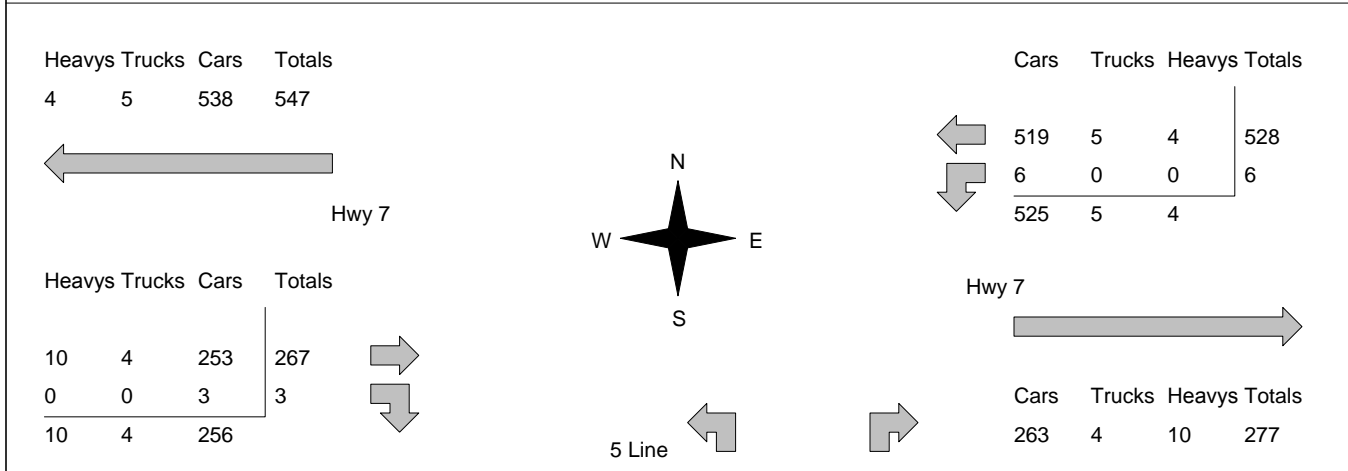 Heavys Trucks Cars Totals
4 5 538 547
Hwy 7
Cars Trucks Heavys Totals
519 5 4 528
6 0 0 6
525 5 4
N
W E
S
Heavys Trucks Cars Totals
10 4 253 267
0 0 3 3
10 4 256
Hwy 7
5 Line
Cars Trucks Heavys Totals
263 4 10 277